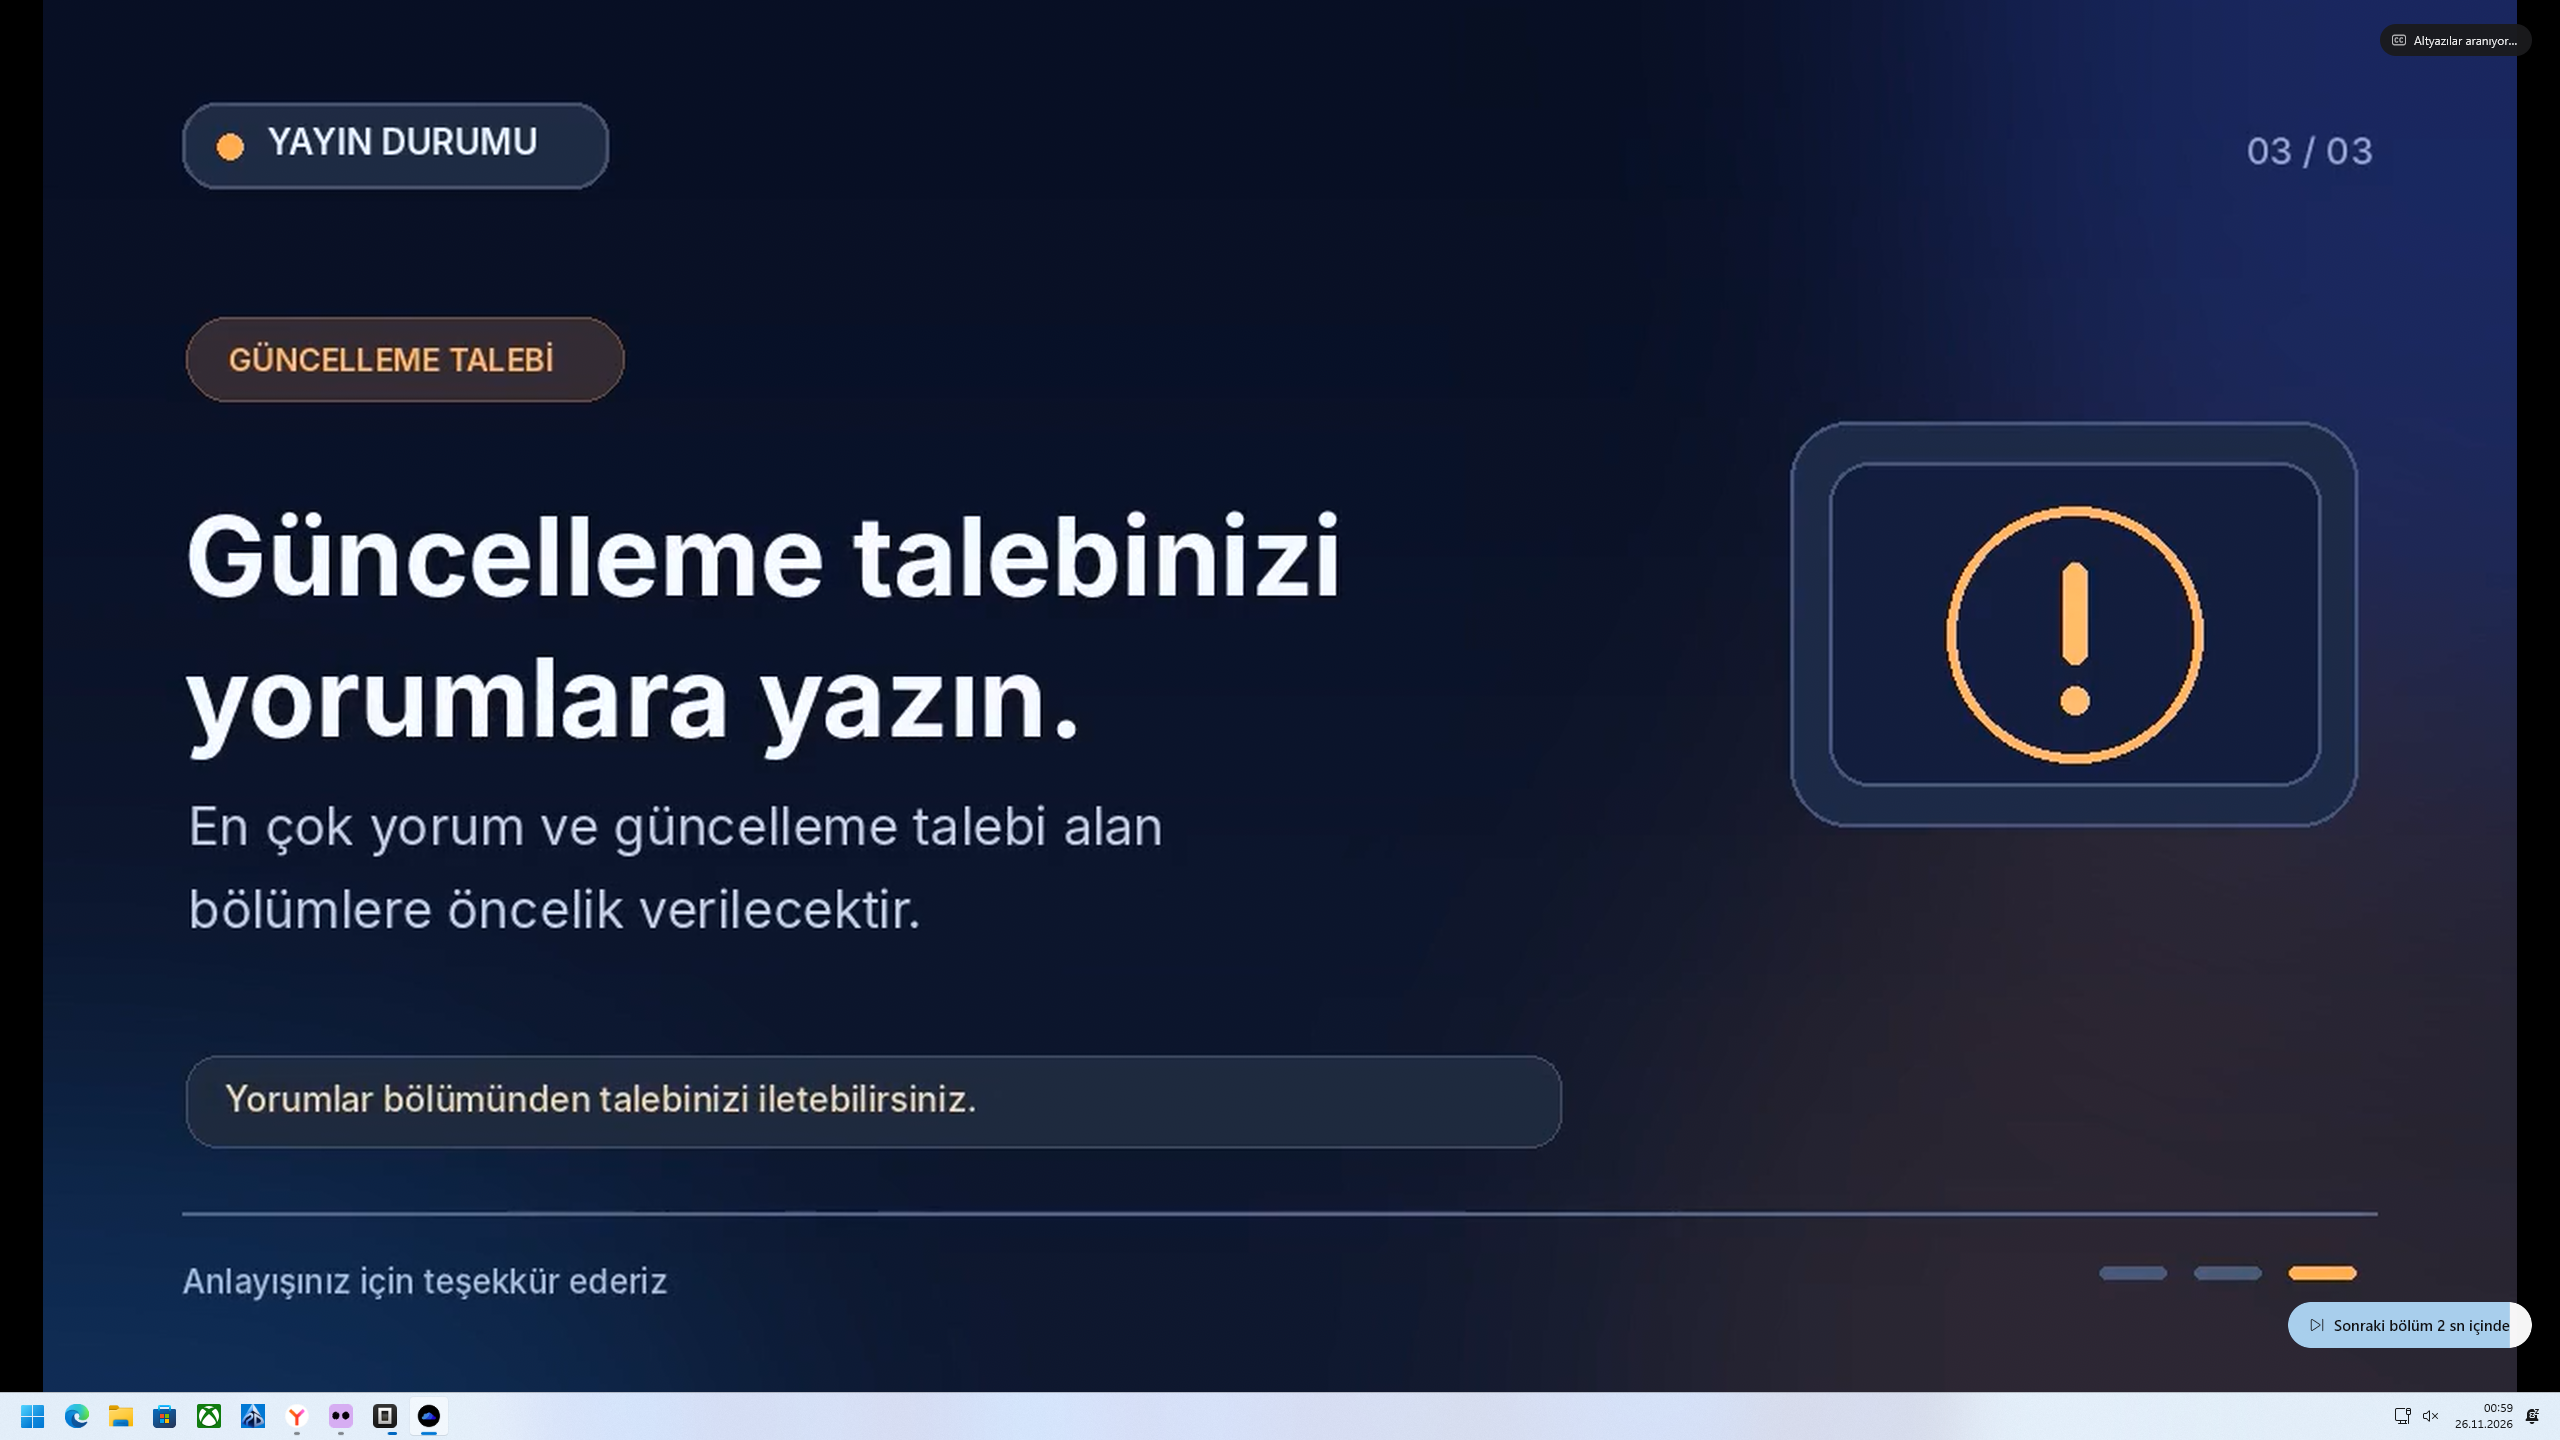 Altyazılar aranıyor...
YAYIN DURUMU
03 / 03
GÜNCELLEME TALEBİ
Güncelleme talebinizi
yorumlara yazın.
En çok yorum ve güncelleme talebi alan
bölümlere öncelik verilecektir.
Yorumlar bölümünden talebinizi iletebilirsiniz.
Anlayışınız için teşekkür ederiz
Sonraki bölüm 2 sn içinde
00:59
26.11.2026